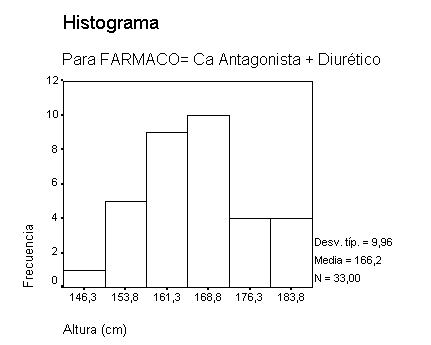 Histograma
Para FARMACO= Ca Antagonista + Diurético
Frecuencia
12
10
8
6
4
2
0
146,3 153,8 161,3 168,8 176,3 183,8
Altura (cm)
Desv. típ. = 9,96
Media = 166,2
N = 33,00